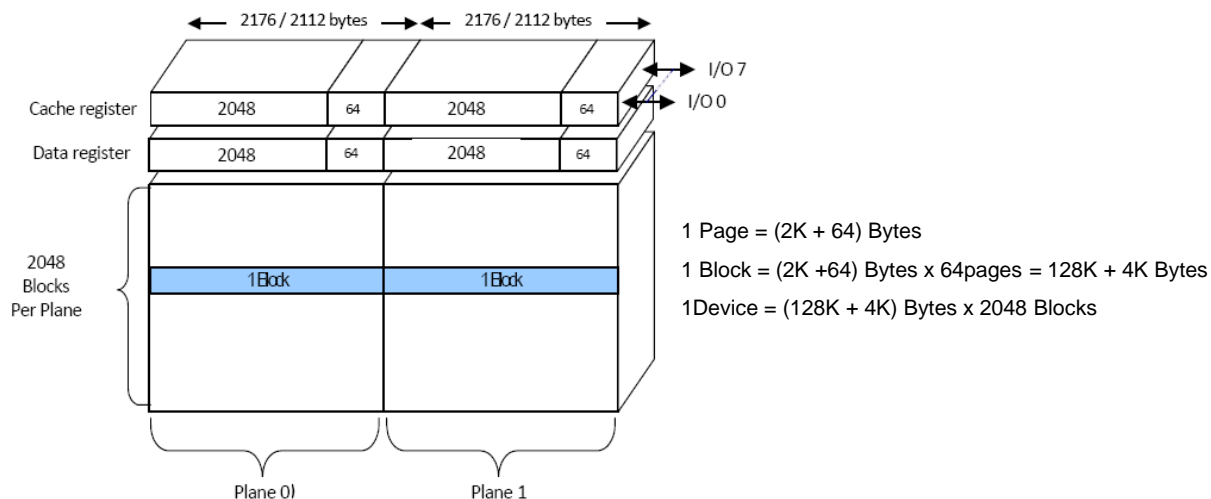 2176 / 2112 bytes 2176 / 2112 bytes
I/O 7
Cache register 2048 64 2048 64 I/O 0
Data register 2048 64 2048 64
1 Page = (2K + 64) Bytes
2048
Blocks
Per Plane
1 Block 1 Block
1 Block = (2K +64) Bytes x 64pages = 128K + 4K Bytes
1Device = (128K + 4K) Bytes x 2048 Blocks
Plane 0) Plane 1